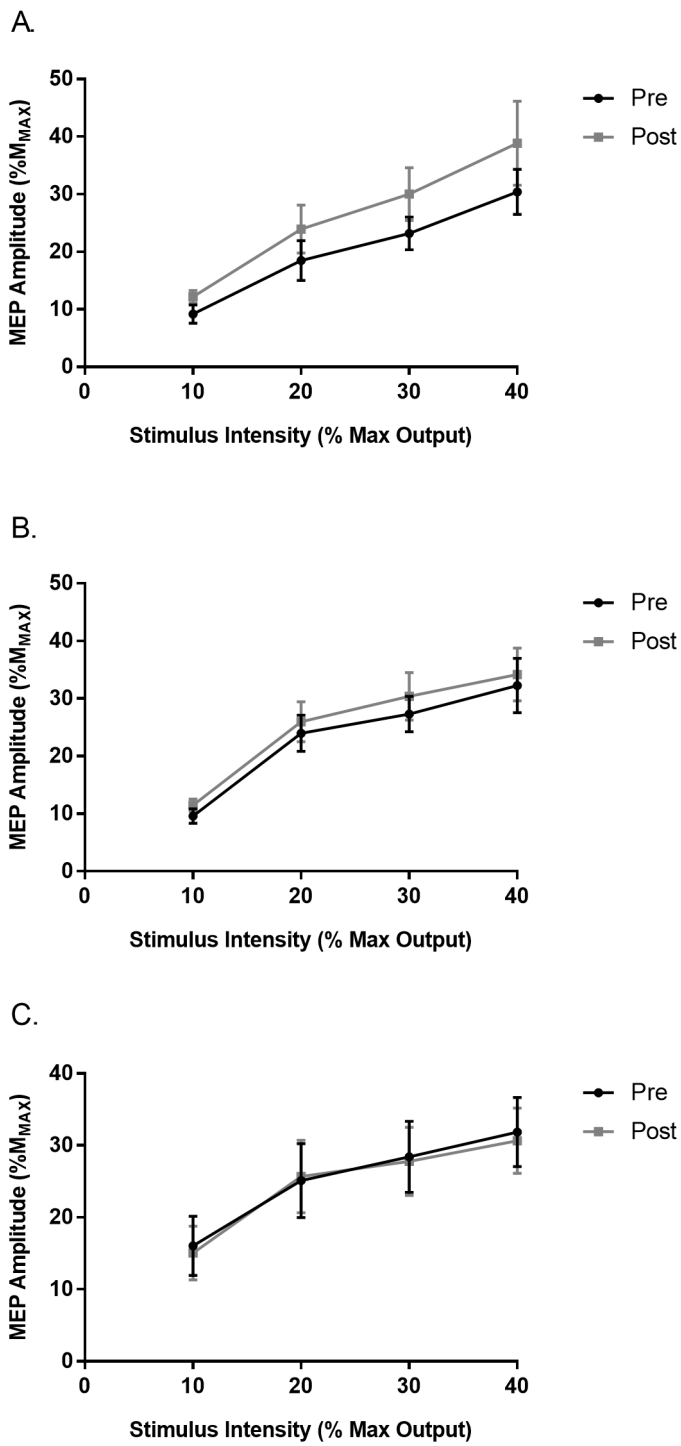 A.
50
40
30
20
10
0
MEP Amplitude (%MMAX)
0 10 20 30 40
Stimulus Intensity (% Max Output)
Pre
Post
B.
50
40
30
20
10
0
MEP Amplitude (%MMAX)
0 10 20 30 40
Stimulus Intensity (% Max Output)
Pre
Post
C.
40
30
20
10
0
MEP Amplitude (%MMAX)
0 10 20 30 40
Stimulus Intensity (% Max Output)
Pre
Post